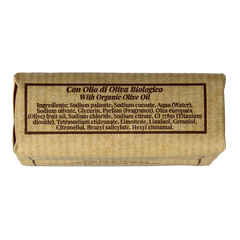 Con Olio di Oliva Biologico
With Organic Olive Oil
Ingredients: Sodium palmate, Sodium cocoate, Aqua (Water),
Sodium olivate, Glycerin, Parfum (Fragrance), Olea europaea
(Olive) fruit oil, Sodium chloride, Sodium citrate, CI 77891 (Titanium
dioxide), Tetrasodium etidronate, Limonene, Linalool, Geraniol,
Citronellol, Benzyl salicylate, Hexyl cinnamal.